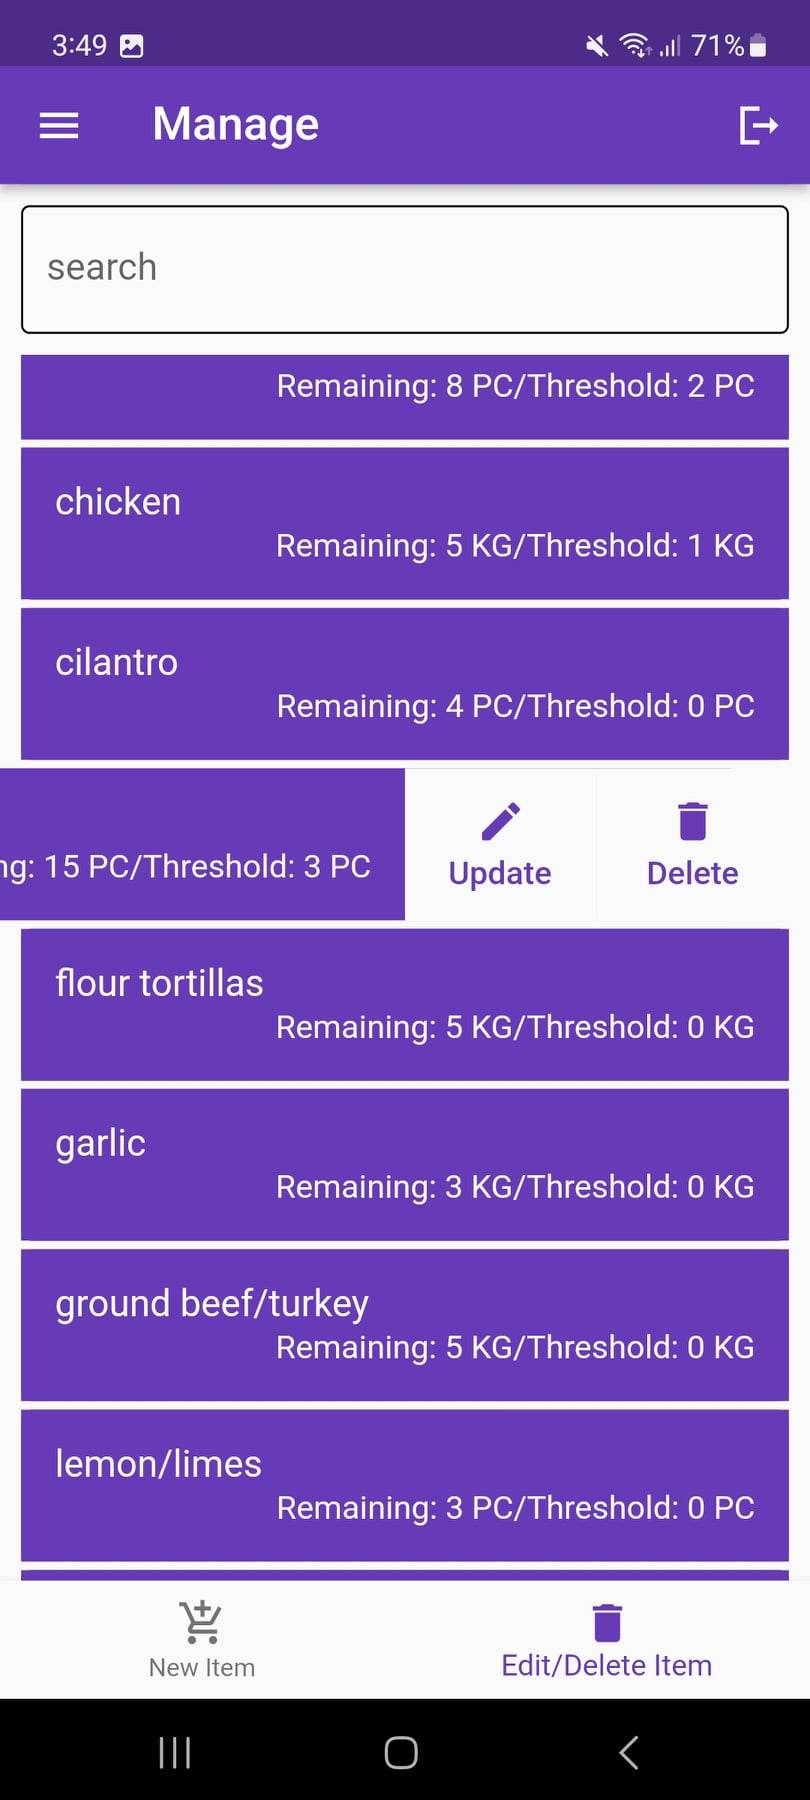 3:49 71%
Manage
search
Remaining: 8 PC/Threshold: 2 PC
chicken
Remaining: 5 KG/Threshold: 1 KG
cilantro
Remaining: 4 PC/Threshold: 0 PC
ng: 15 PC/Threshold: 3 PC
Update Delete
flour tortillas
Remaining: 5 KG/Threshold: 0 KG
garlic
Remaining: 3 KG/Threshold: 0 KG
ground beef/turkey
Remaining: 5 KG/Threshold: 0 KG
lemon/limes
Remaining: 3 PC/Threshold: 0 PC
New Item Edit/Delete Item